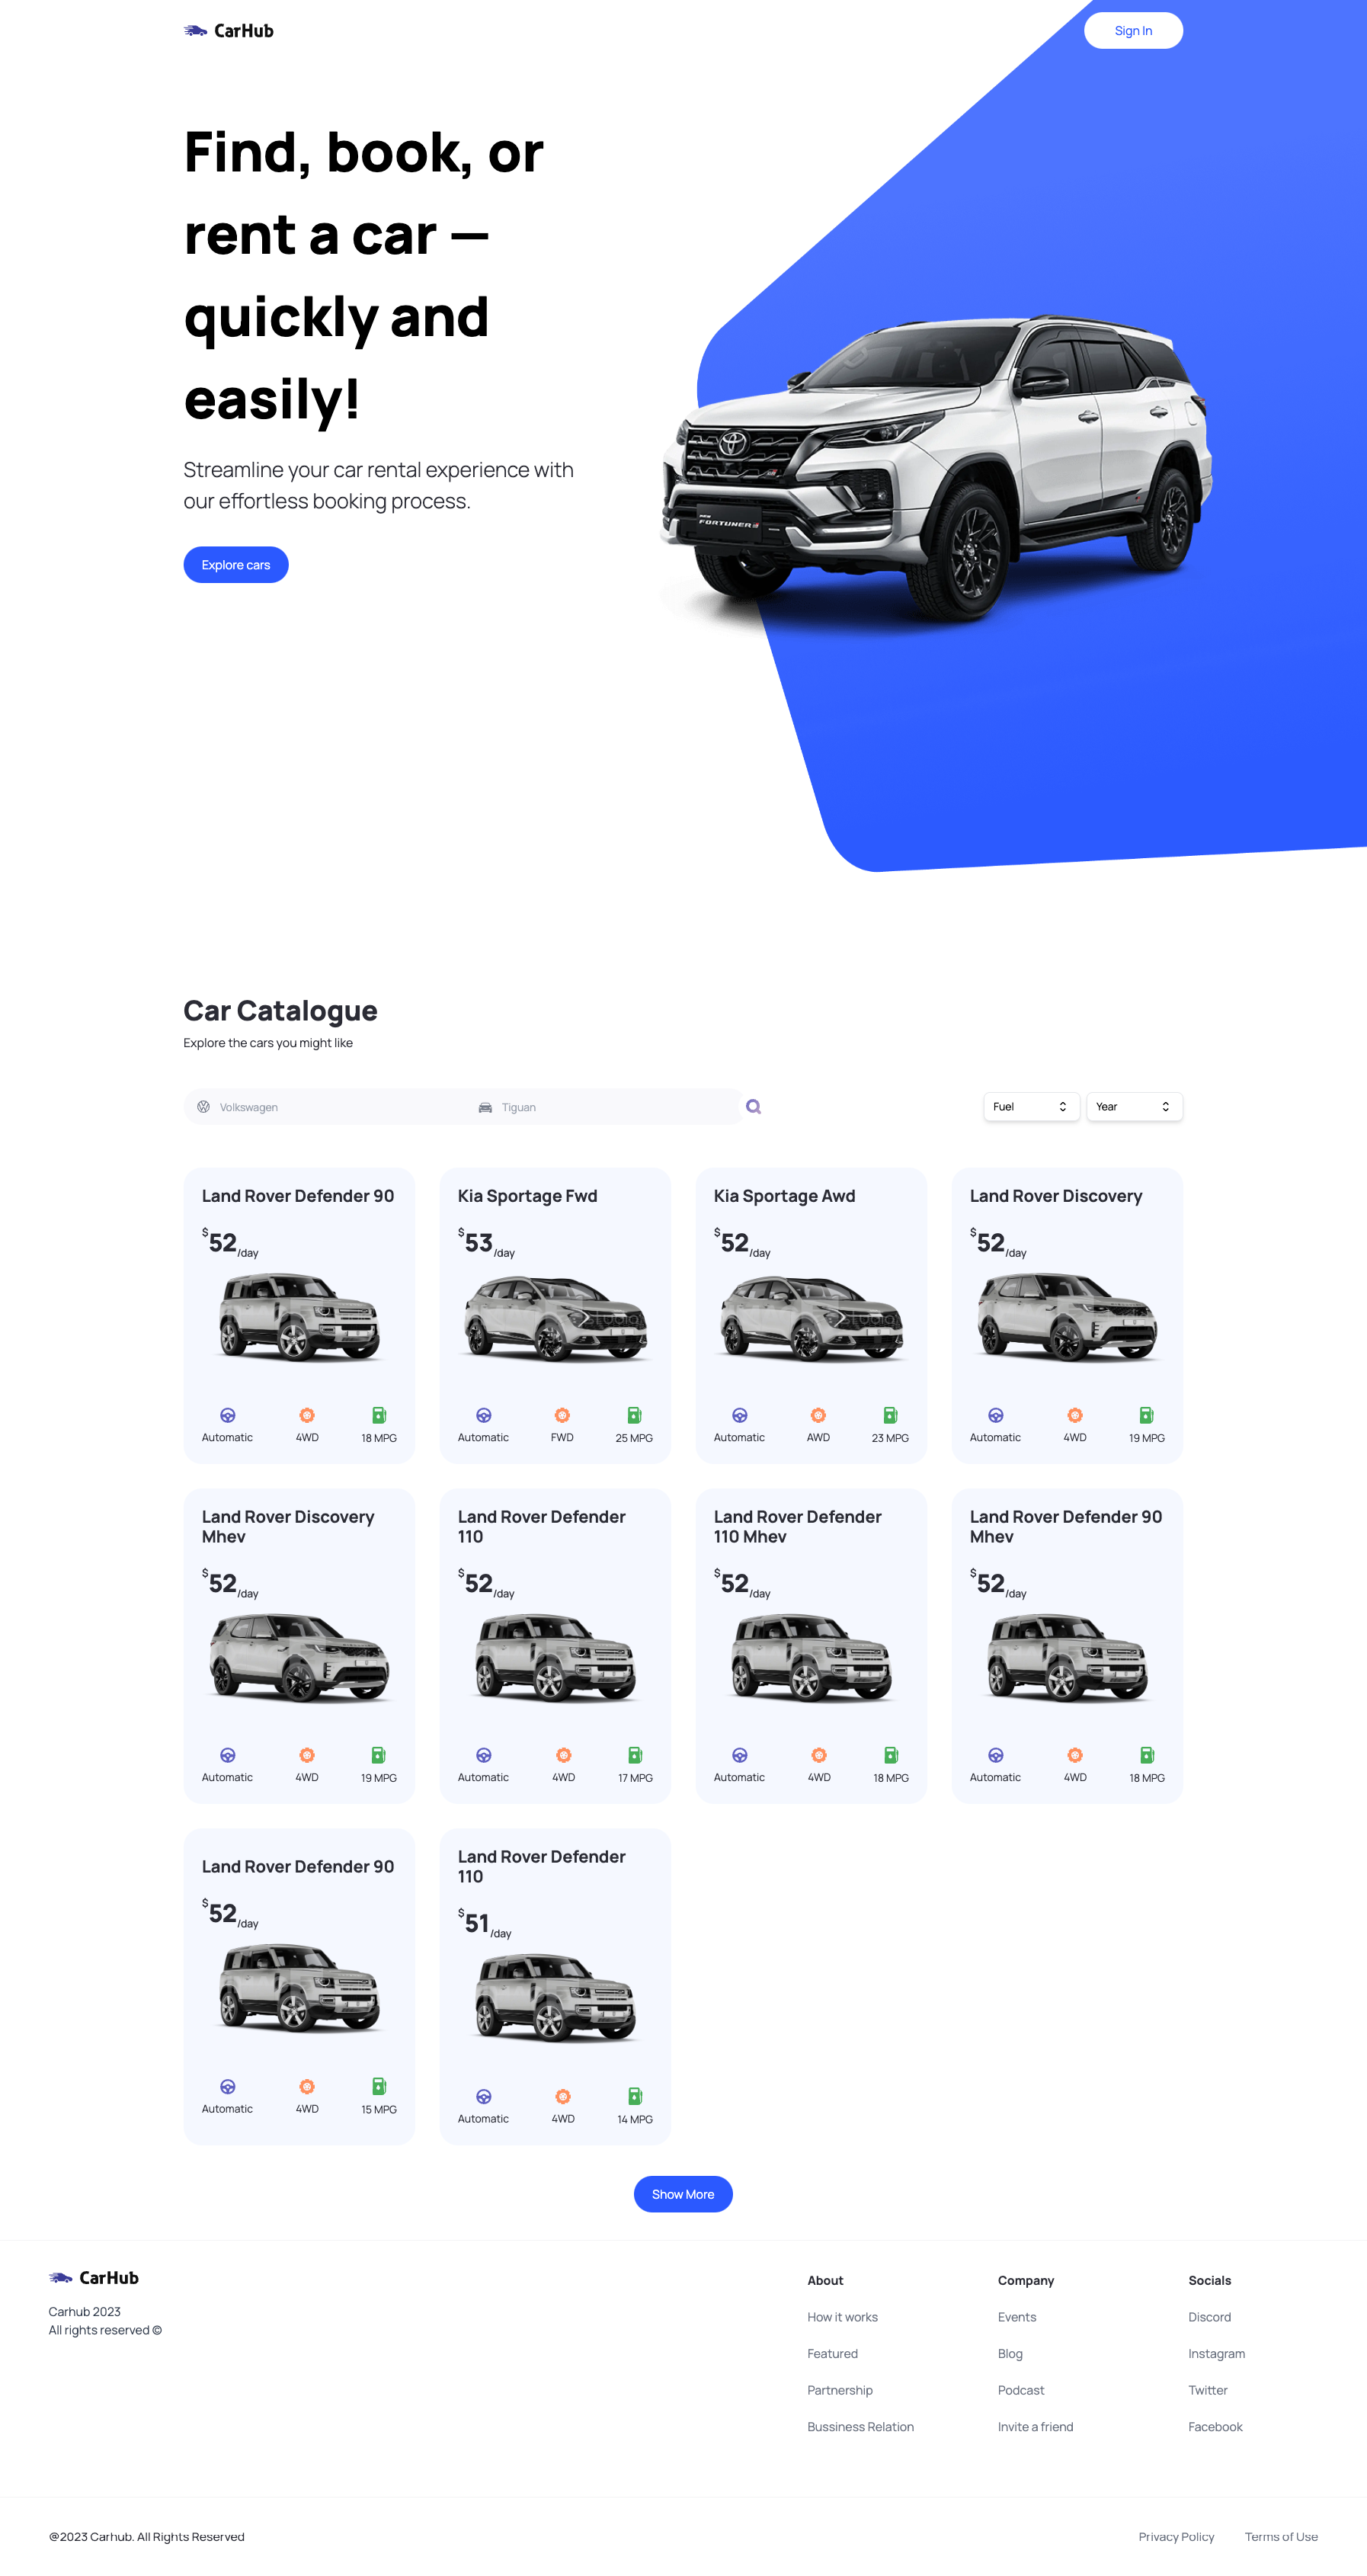 CarHub
Sign In
Find, book, or
rent a car —
quickly and
easily!
Streamline your car rental experience with
our effortless booking process.
Explore cars
NEW
FORTUNER
Car Catalogue
Explore the cars you might like
Volkswagen
Tiguan
Fuel
Year
Land Rover Defender 90
$52/day
Automatic
4WD
18 MPG
Kia Sportage Fwd
$53/day
Automatic
FWD
25 MPG
Kia Sportage Awd
$52/day
Automatic
AWD
23 MPG
Land Rover Discovery
$52/day
Automatic
4WD
19 MPG
Land Rover Discovery
Mhev
$52/day
Automatic
4WD
19 MPG
Land Rover Defender
110
$52/day
Automatic
4WD
17 MPG
Land Rover Defender
110 Mhev
$52/day
Automatic
4WD
18 MPG
Land Rover Defender 90
Mhev
$52/day
Automatic
4WD
18 MPG
Land Rover Defender 90
$52/day
Automatic
4WD
15 MPG
Land Rover Defender
110
$51/day
Automatic
4WD
14 MPG
Show More
CarHub
Carhub 2023
All rights reserved ©
About
How it works
Featured
Partnership
Bussiness Relation
Company
Events
Blog
Podcast
Invite a friend
Socials
Discord
Instagram
Twitter
Facebook
@2023 Carhub. All Rights Reserved
Privacy Policy
Terms of Use